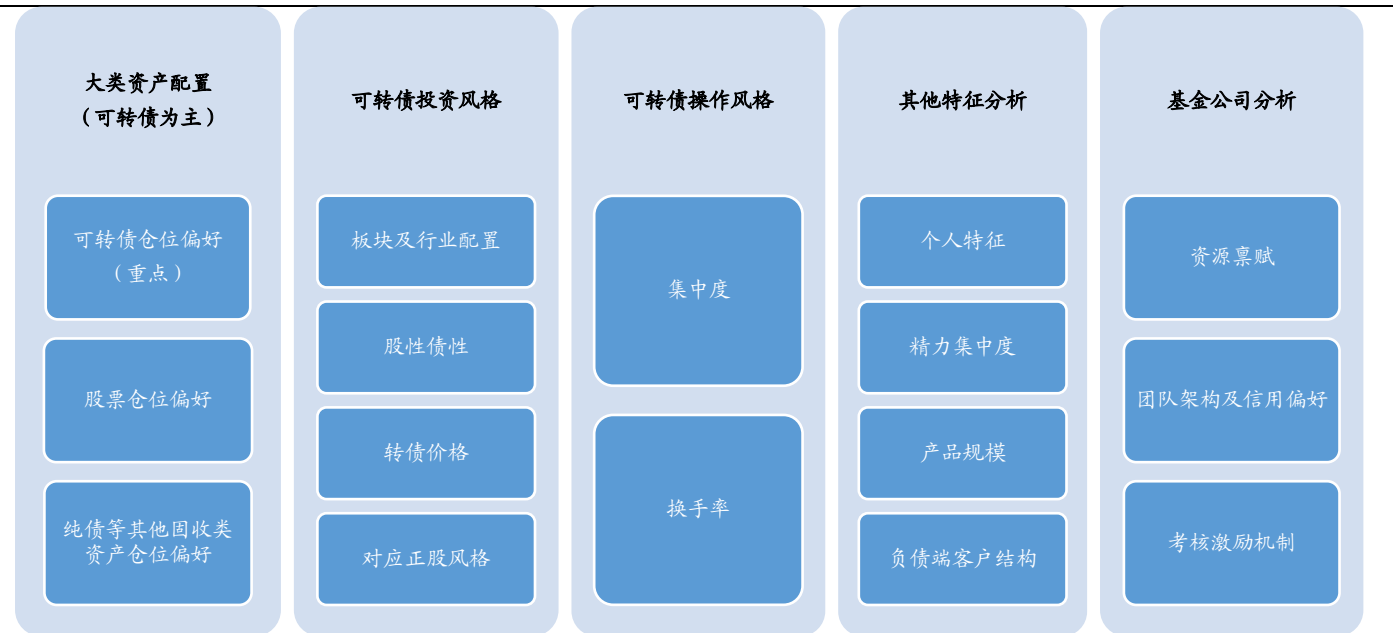 大类资产配置
（可转债为主）
可转债仓位偏好
（重点）
股票仓位偏好
纯债等其他固收类
资产仓位偏好
可转债投资风格
板块及行业配置
股性债性
转债价格
对应正股风格
可转债操作风格
集中度
换手率
其他特征分析
个人特征
精力集中度
产品规模
负债端客户结构
基金公司分析
资源禀赋
团队架构及信用偏好
考核激励机制